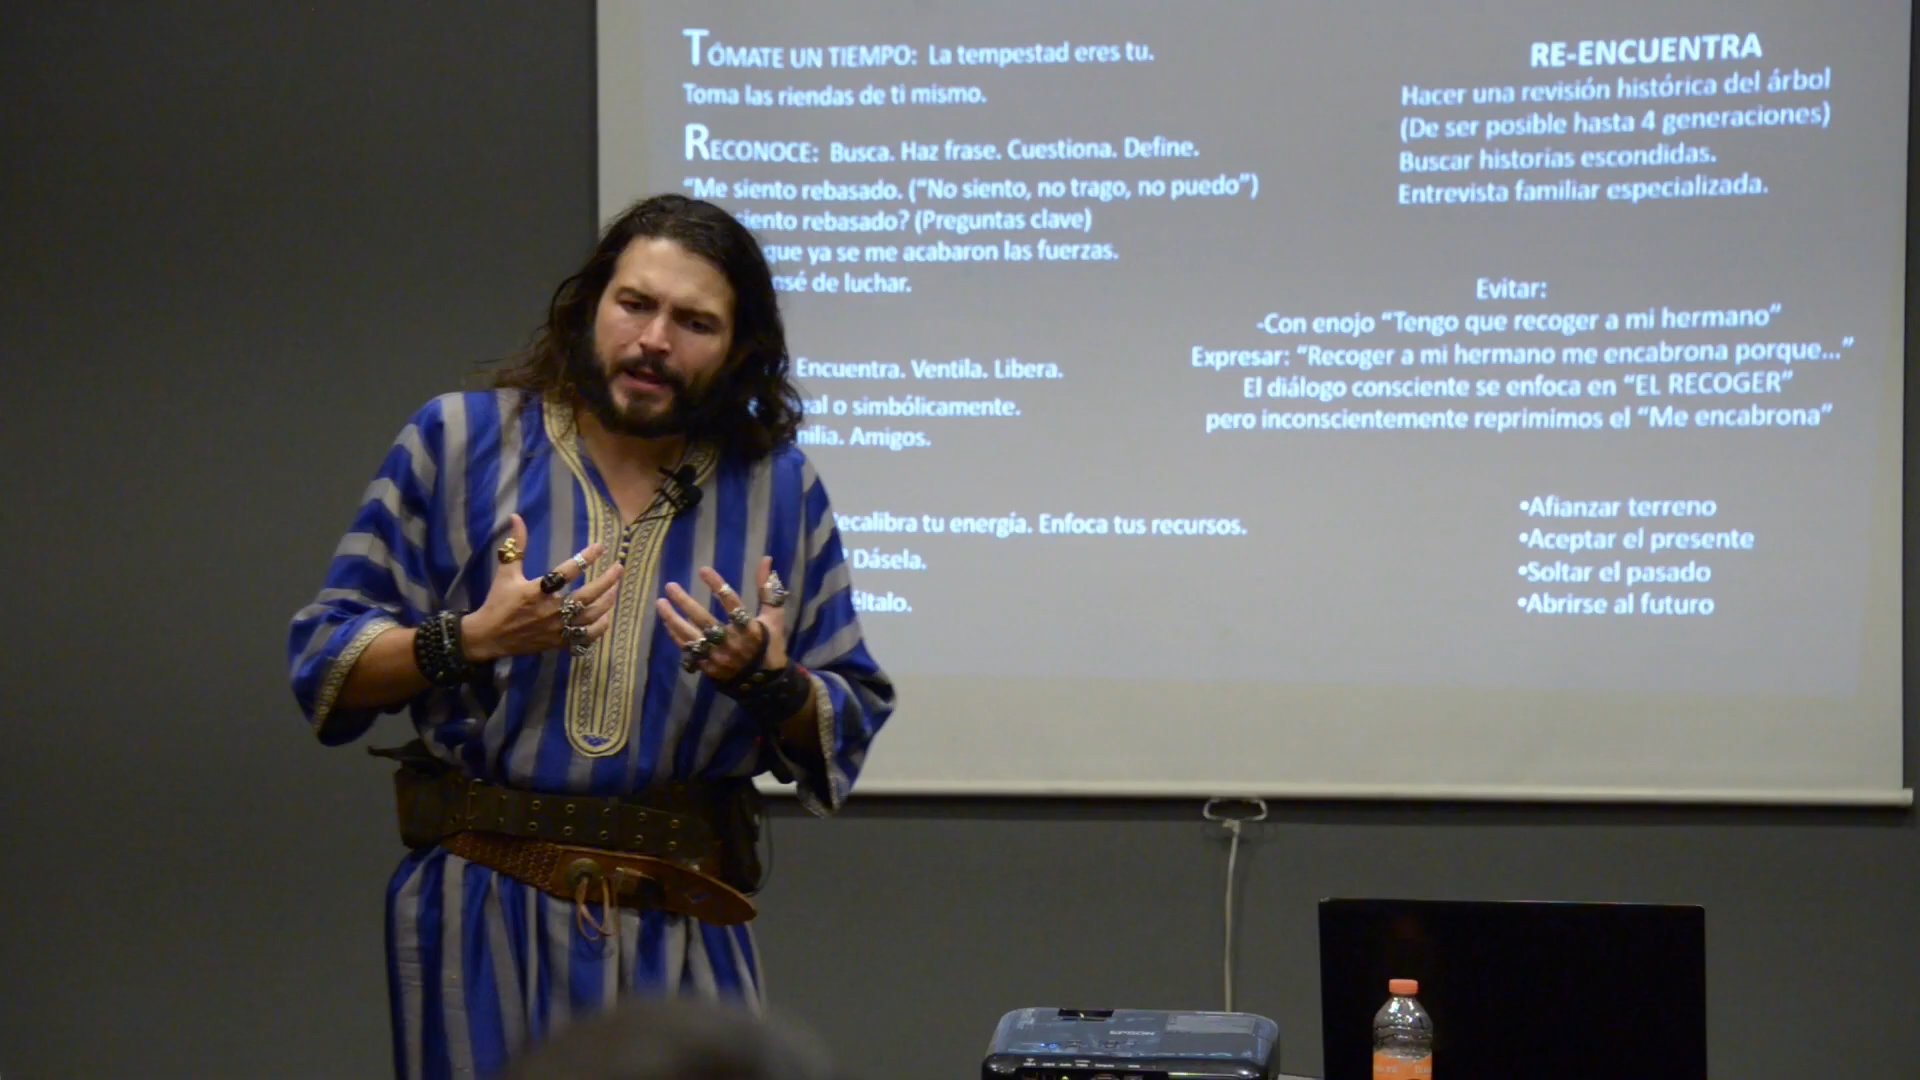 TÓMATE UN TIEMPO: La tempestad eres tu.
Toma las riendas de ti mismo.
RECONOCE: Busca. Haz frase. Cuestiona. Define.
“Me siento rebasado. (“No siento, no trago, no puedo”)
siento rebasado? (Preguntas clave)
que ya se me acabaron las fuerzas.
nsé de luchar.
Encuentra. Ventila. Libera.
eal o simbólicamente.
milia. Amigos.
ecalibra tu energía. Enfoca tus recursos.
? Dásela.
éltalo.
RE-ENCUENTRA
Hacer una revisión histórica del árbol
(De ser posible hasta 4 generaciones)
Buscar historias escondidas.
Entrevista familiar especializada.
Evitar:
-Con enojo “Tengo que recoger a mi hermano”
Expresar: “Recoger a mi hermano me encabrona porque...”
El diálogo consciente se enfoca en “EL RECOGER”
pero inconscientemente reprimimos el “Me encabrona”
•Afianzar terreno
•Aceptar el presente
•Soltar el pasado
•Abrirse al futuro
EPSON